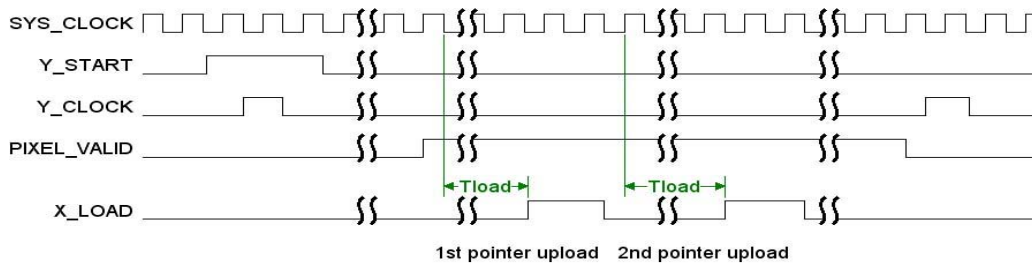 SYS_CLOCK
Y_START
Y_CLOCK
PIXEL_VALID
Tload Tload
X_LOAD
1st pointer upload 2nd pointer upload